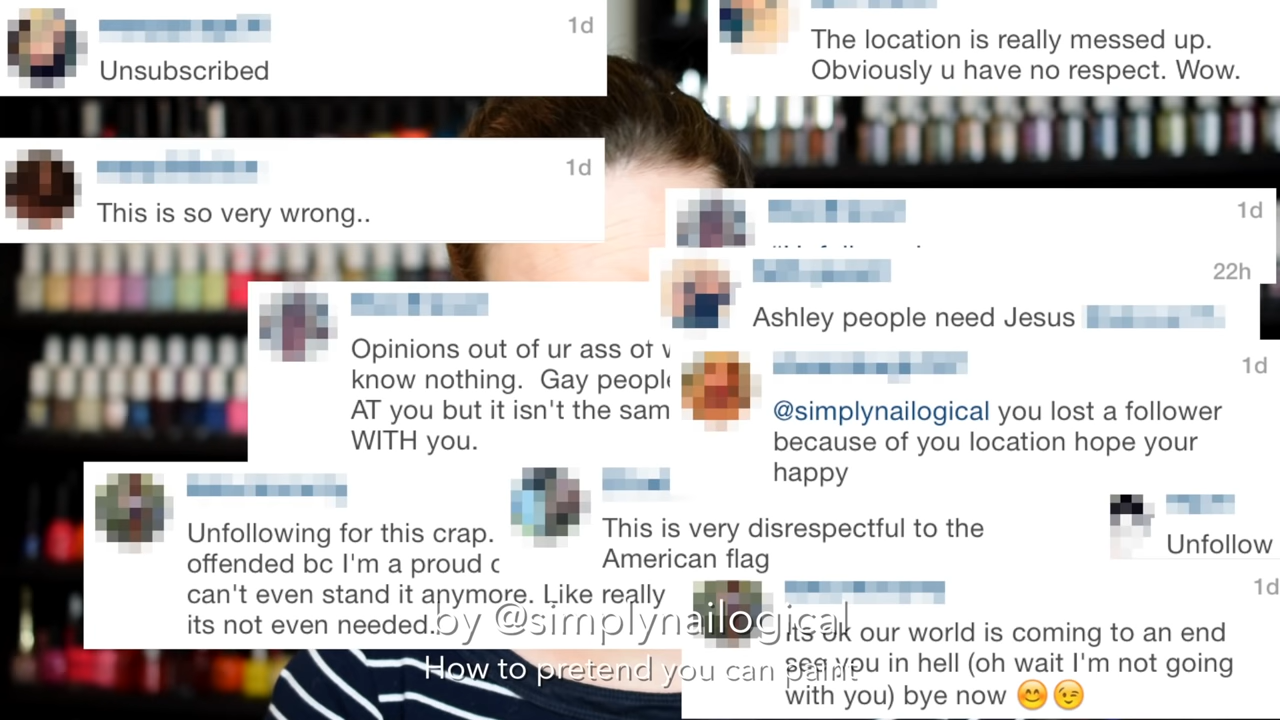 1d
Unsubscribed
The location is really messed up.
Obviously u have no respect. Wow.
1d
This is so very wrong..
1d
22h
Ashley people need Jesus
Opinions out of ur ass of
know nothing. Gay people
AT you but it isn't the sam
WITH you.
1d
@simplynailogical you lost a follower
because of you location hope your
happy
Unfollowing for this crap.
offended bc I'm a proud
can't even stand it anymore. Like really
its not even needed..
This is very disrespectful to the
American flag
Unfollow
1d
its ok our world is coming to an end
see you in hell (oh wait I'm not going
with you) bye now 😊😉
by @simplynailogical
How to pretend you can paint